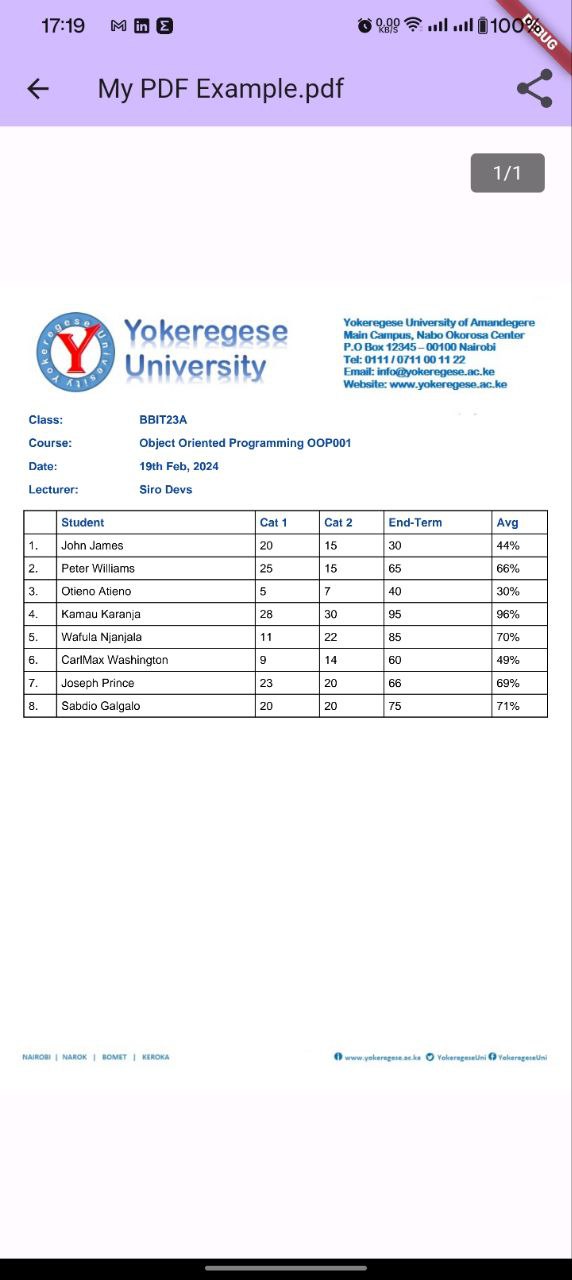 17:19 0.00 KB/S 100%
DEBUG
My PDF Example.pdf
1/1
Yokeregese University
Yokeregese
University
Yokeregese University of Amandegere
Main Campus, Nabo Okorosa Center
P.O Box 12345 – 00100 Nairobi
Tel: 0111 / 0711 00 11 22
Email: info@yokeregese.ac.ke
Website: www.yokeregese.ac.ke
Class: BBIT23A
Course: Object Oriented Programming OOP001
Date: 19th Feb, 2024
Lecturer: Siro Devs
Student Cat 1 Cat 2 End-Term Avg
1. John James 20 15 30 44%
2. Peter Williams 25 15 65 66%
3. Otieno Atieno 5 7 40 30%
4. Kamau Karanja 28 30 95 96%
5. Wafula Njanjala 11 22 85 70%
6. CarlMax Washington 9 14 60 49%
7. Joseph Prince 23 20 66 69%
8. Sabdio Galgalo 20 20 75 71%
NAIROBI | NAROK | BOMET | KEROKA www.yokeregese.ac.ke YokeregeseUni YokeregeseUni